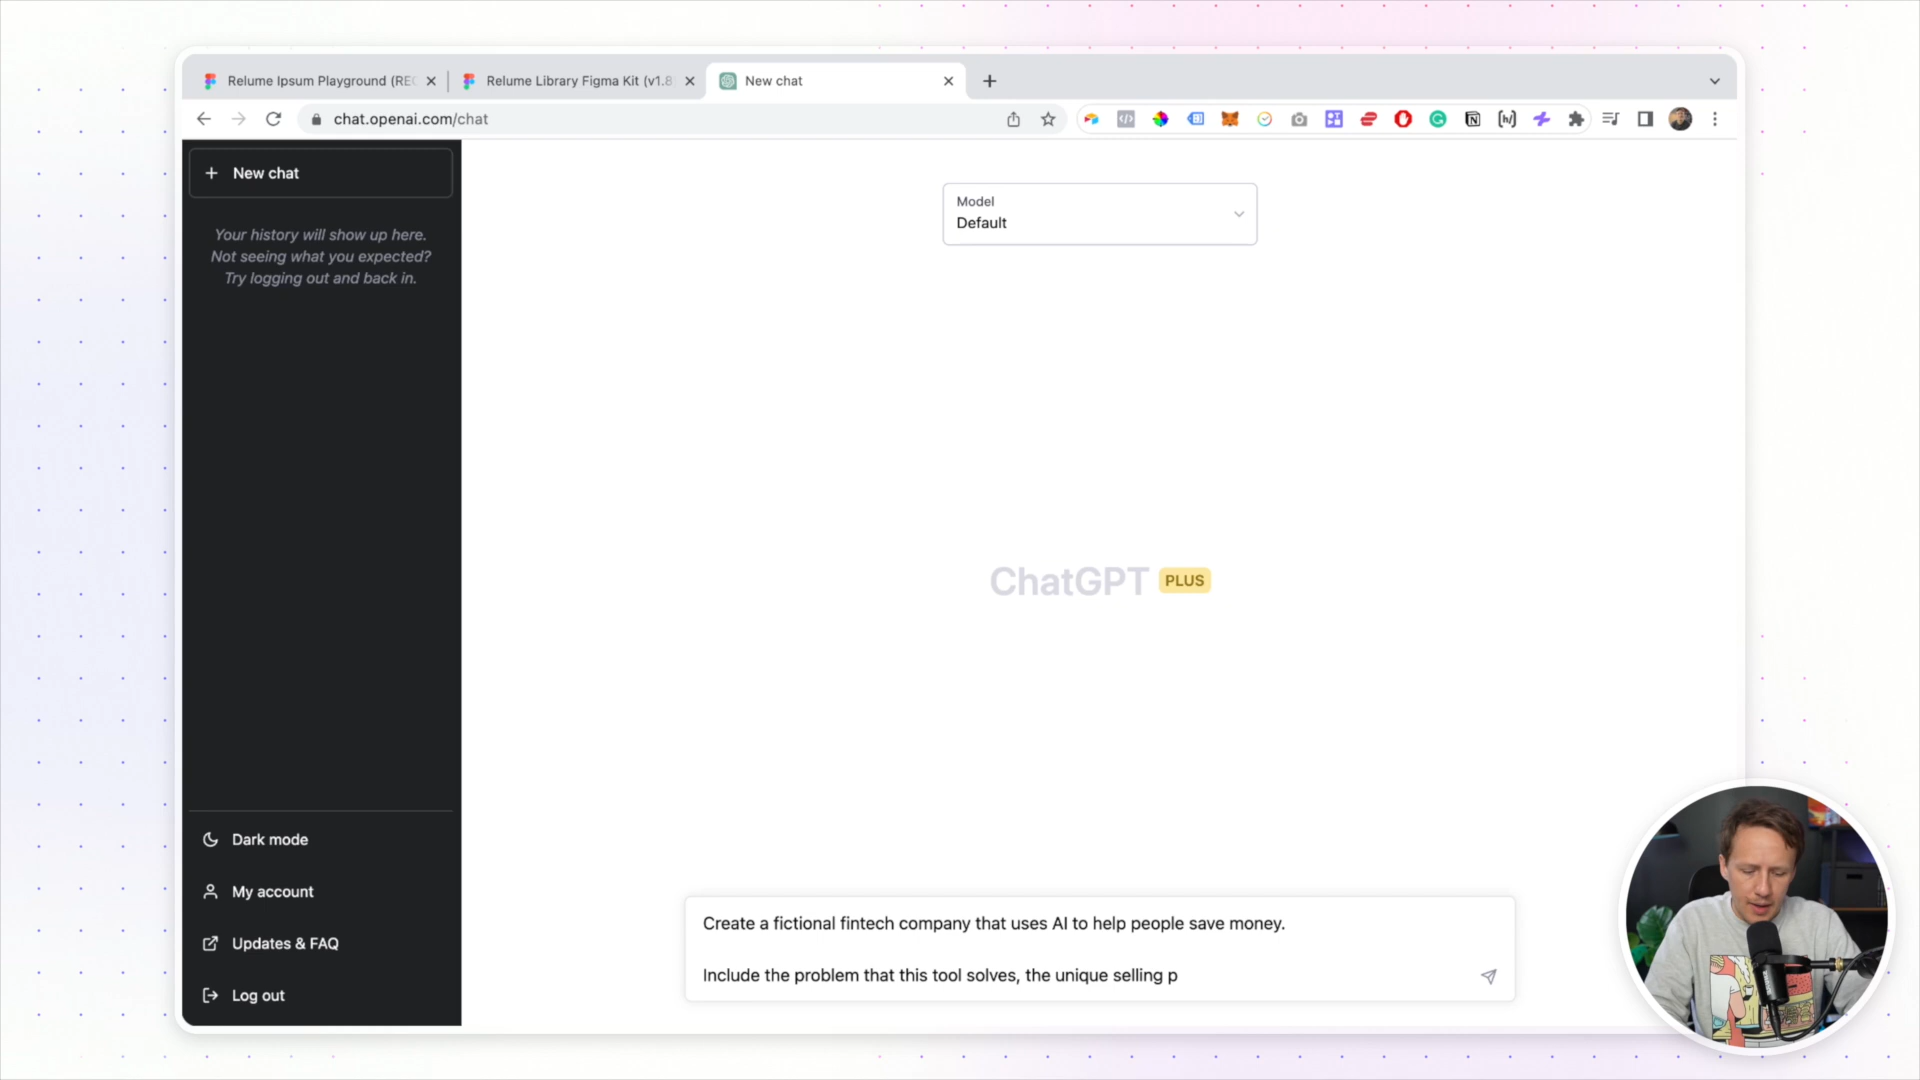 Relume Ipsum Playground (REC
Relume Library Figma Kit (v1.8
New chat
chat.openai.com/chat
New chat
Your history will show up here.
Not seeing what you expected?
Try logging out and back in.
Model
Default
ChatGPT PLUS
Dark mode
My account
Updates & FAQ
Log out
Create a fictional fintech company that uses AI to help people save money.
Include the problem that this tool solves, the unique selling p